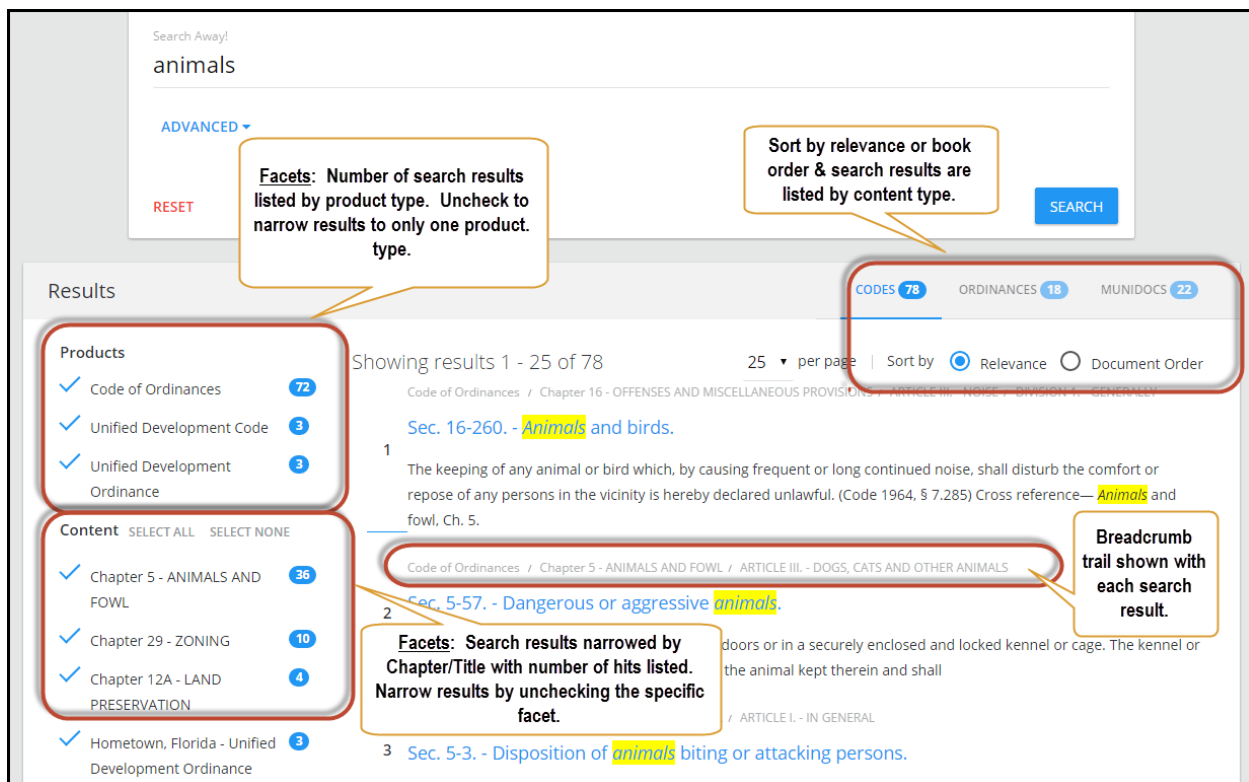 Search Away!
animals
ADVANCED
Facets: Number of search results
listed by product type. Uncheck to
narrow results to only one product.
type.
Sort by relevance or book
order & search results are
listed by content type.
RESET
SEARCH
Results
CODES 78 ORDINANCES 18 MUNIDOCS 22
Products
Code of Ordinances 72
Unified Development Code 3
Unified Development 3
Ordinance
Content SELECT ALL SELECT NONE
Chapter 5 - ANIMALS AND 36
FOWL
Chapter 29 - ZONING 10
Chapter 12A - LAND 4
PRESERVATION
Hometown, Florida - Unified 3
Development Ordinance
Showing results 1 - 25 of 78 25 per page | Sort by Relevance Document Order
Code of Ordinances / Chapter 16 - OFFENSES AND MISCELLANEOUS PROVISIONS / ARTICLE III. - NOISE / DIVISION 1. - GENERALLY
1 Sec. 16-260. - Animals and birds.
The keeping of any animal or bird which, by causing frequent or long continued noise, shall disturb the comfort or
repose of any persons in the vicinity is hereby declared unlawful. (Code 1964, § 7.285) Cross reference— Animals and
fowl, Ch. 5.
Breadcrumb
trail shown with
each search
result.
Code of Ordinances / Chapter 5 - ANIMALS AND FOWL / ARTICLE III. - DOGS, CATS AND OTHER ANIMALS
2 Sec. 5-57. - Dangerous or aggressive animals.
doors or in a securely enclosed and locked kennel or cage. The kennel or
the animal kept therein and shall
Facets: Search results narrowed by
Chapter/Title with number of hits listed.
Narrow results by unchecking the specific
facet.
/ ARTICLE I. - IN GENERAL
3 Sec. 5-3. - Disposition of animals biting or attacking persons.